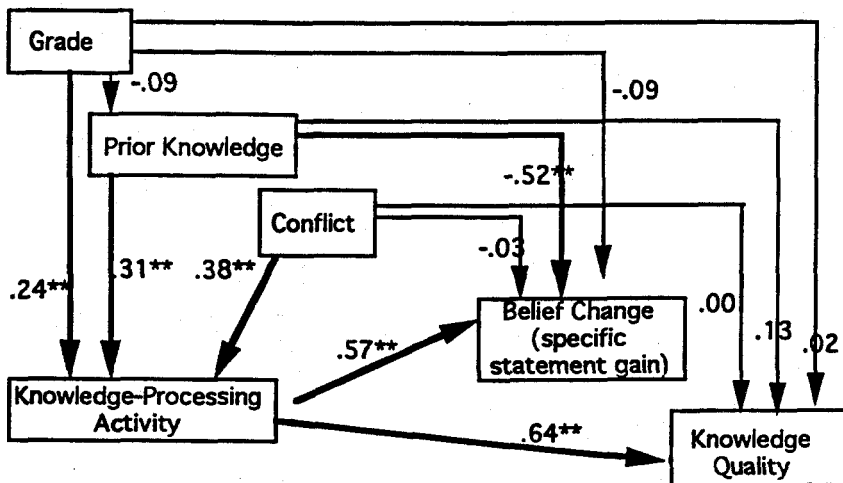 Grade
-.09
-.09
Prior Knowledge
-.52**
Conflict
-.03
.24**
.31**
.38**
.00
.13
.02
Belief Change
(specific
statement gain)
.57**
Knowledge-Processing
Activity
.64**
Knowledge
Quality